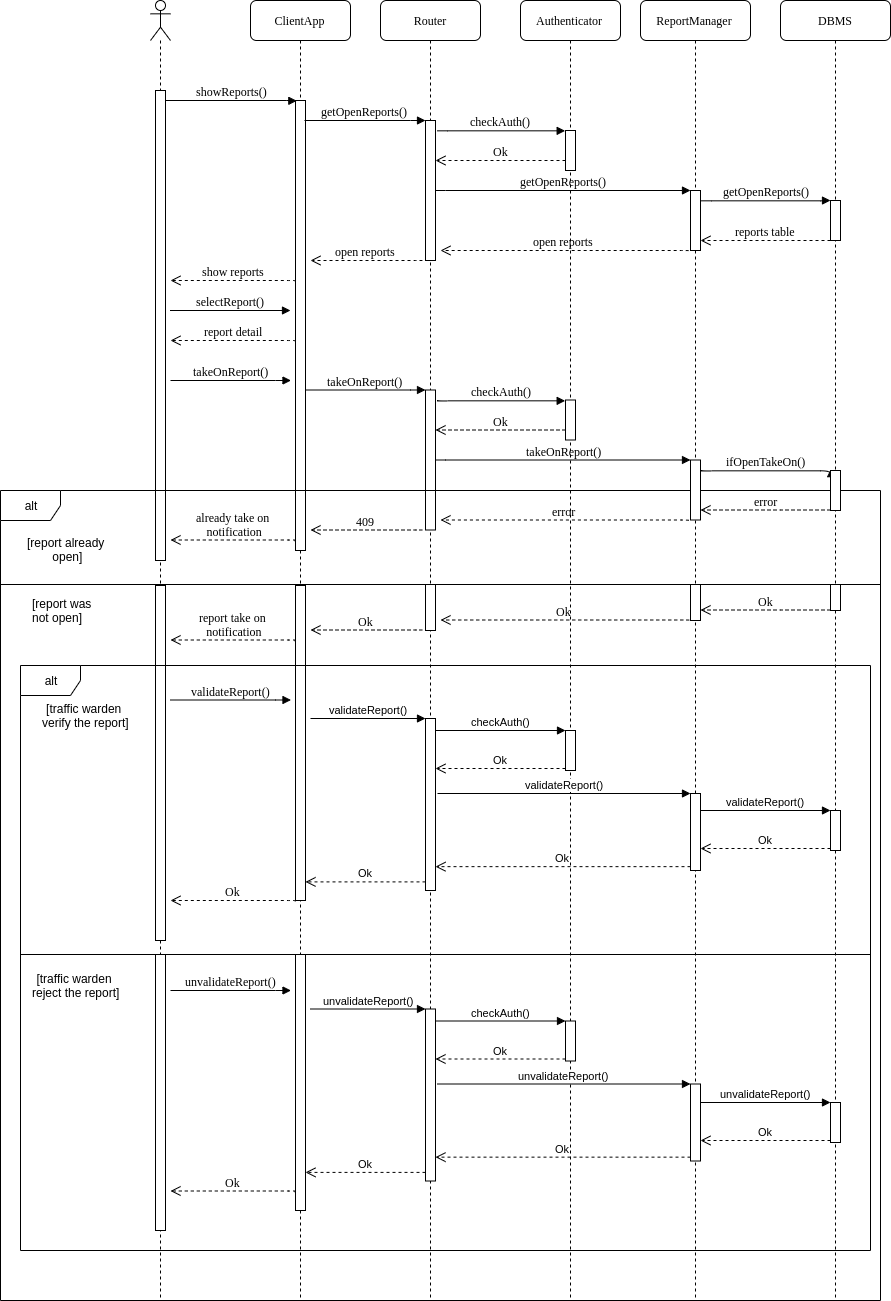 ClientApp
Router
Authenticator
ReportManager
DBMS
showReports()
getOpenReports()
checkAuth()
Ok
getOpenReports()
getOpenReports()
reports table
open reports
open reports
show reports
selectReport()
report detail
takeOnReport()
takeOnReport()
checkAuth()
Ok
takeOnReport()
ifOpenTakeOn()
alt
error
error
409
already take on
notification
[report already
open]
[report was
not open]
Ok
Ok
Ok
report take on
notification
alt
[traffic warden
verify the report]
validateReport()
validateReport()
checkAuth()
Ok
validateReport()
validateReport()
Ok
Ok
Ok
Ok
[traffic warden
reject the report]
unvalidateReport()
unvalidateReport()
checkAuth()
Ok
unvalidateReport()
unvalidateReport()
Ok
Ok
Ok
Ok